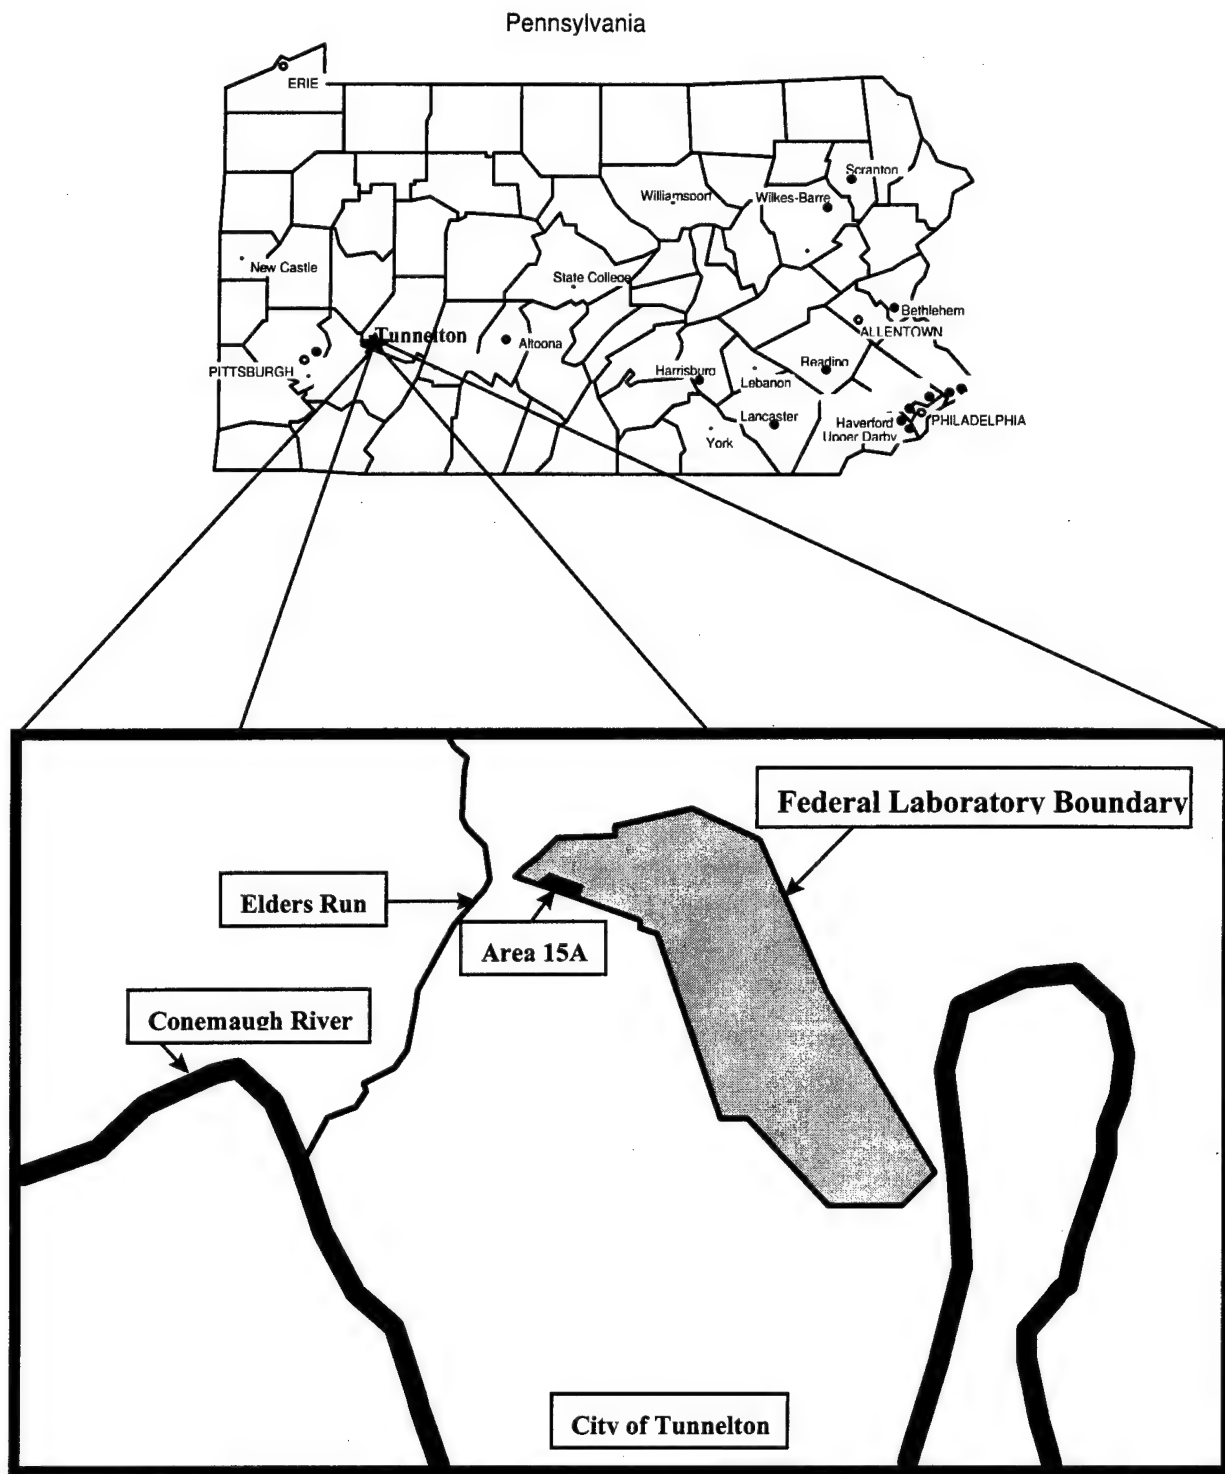 Pennsylvania
ERIE
Scranton
Williamsport
Wilkes-Barre
New Castle
State College
Bethlehem
ALLENTOWN
Tunnelton
Altoona
PITTSBURGH
Harrisburg
Reading
Lebanon
Lancaster
York
Haverford
Upper Darby
PHILADELPHIA
Federal Laboratory Boundary
Elders Run
Area 15A
Conemaugh River
City of Tunnelton